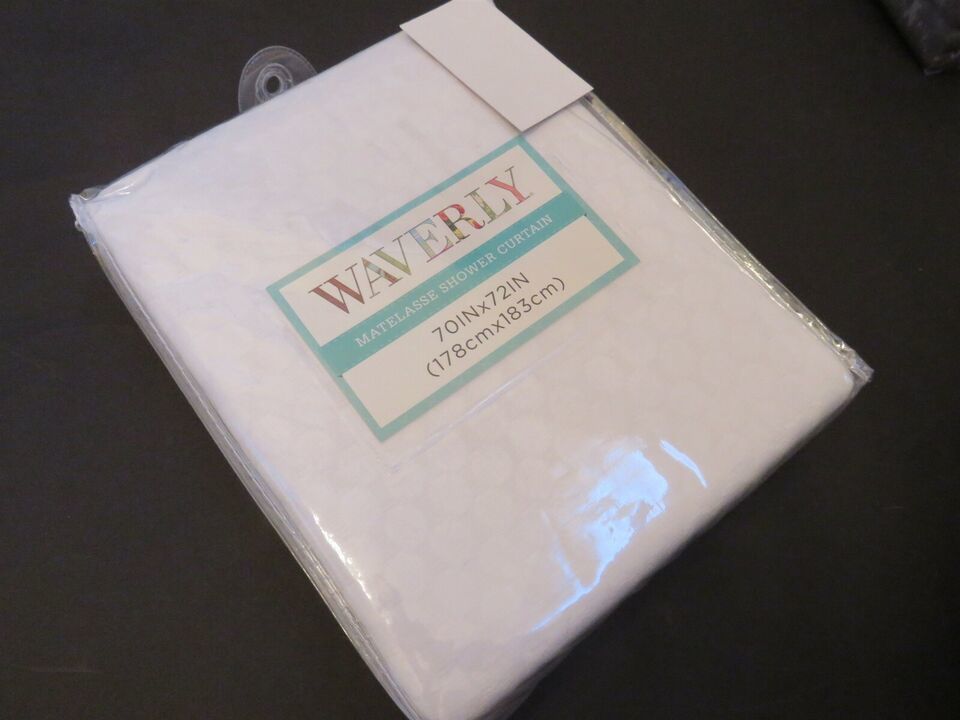 WAVERLY
MATELASSE SHOWER CURTAIN
70INx72IN
(178cmx183cm)